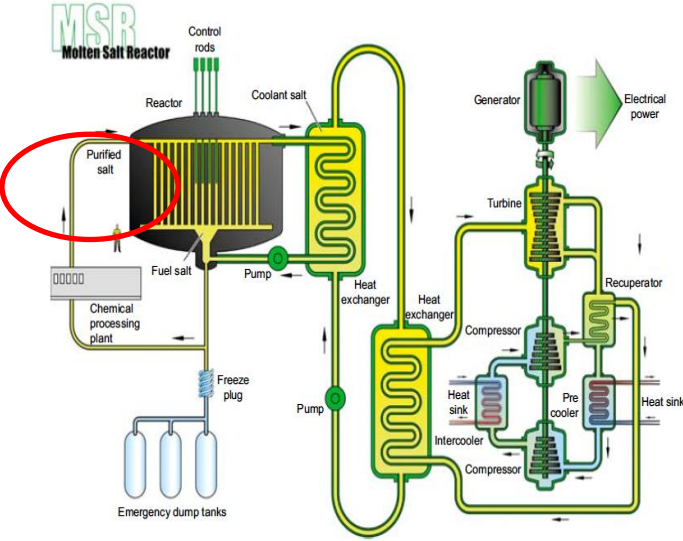 MSR
Molten Salt Reactor
Control
rods
Reactor
Coolant salt
Purified
salt
Fuel salt
Pump
Heat
exchanger
Chemical
processing
plant
Freeze
plug
Emergency dump tanks
Pump
Heat
exchanger
Generator
Electrical
power
Turbine
Recuperator
Compressor
Heat
sink
Intercooler
Pre
cooler
Heat sink
Compressor